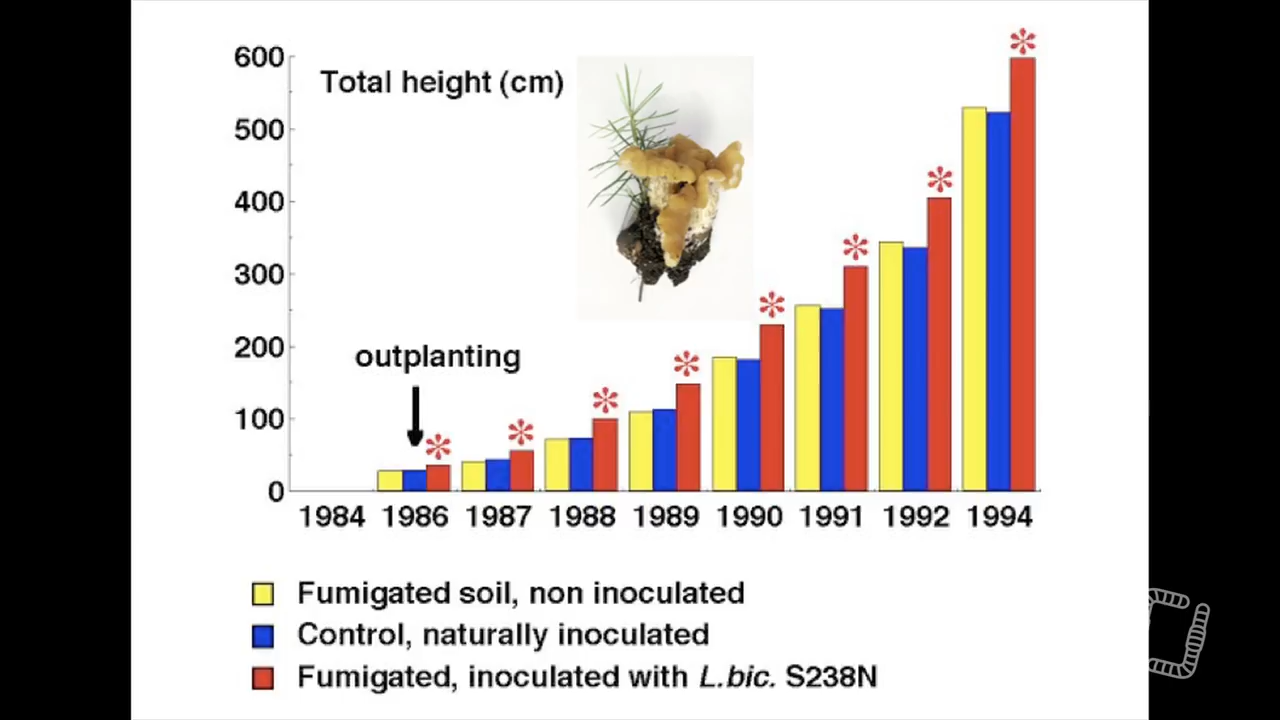 Total height (cm)
600
500
400
300
200
100
0
outplanting
*
*
*
*
*
*
*
*
1984 1986 1987 1988 1989 1990 1991 1992 1994
Fumigated soil, non inoculated
Control, naturally inoculated
Fumigated, inoculated with L.bic. S238N